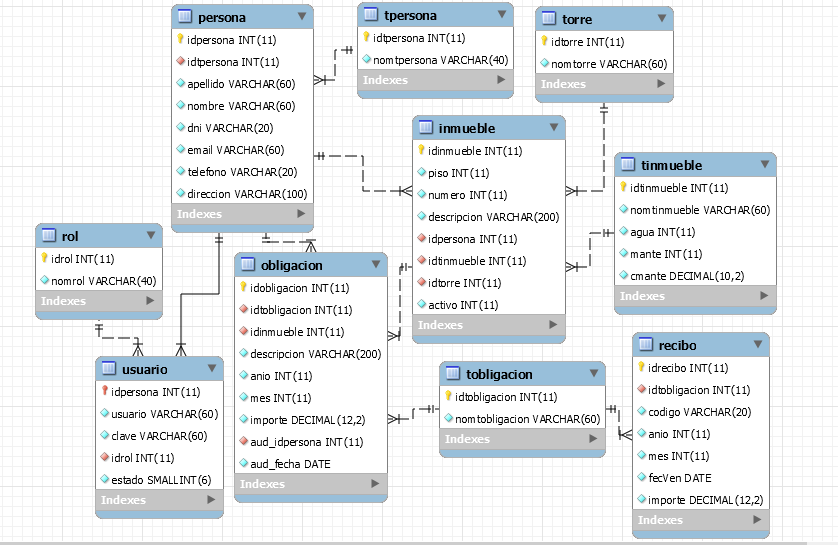 persona
idpersona INT(11)
idtpersona INT(11)
apellido VARCHAR(60)
nombre VARCHAR(60)
dni VARCHAR(20)
email VARCHAR(60)
telefono VARCHAR(20)
direccion VARCHAR(100)
Indexes
tpersona
idtpersona INT(11)
nomtpersona VARCHAR(40)
Indexes
torre
idtorre INT(11)
nomtorre VARCHAR(60)
Indexes
inmueble
idinmueble INT(11)
piso INT(11)
numero INT(11)
descripcion VARCHAR(200)
idpersona INT(11)
idtinmueble INT(11)
idtorre INT(11)
activo INT(11)
Indexes
tinmueble
idtinmueble INT(11)
nomtinmueble VARCHAR(60)
agua INT(11)
mante INT(11)
cmante DECIMAL(10,2)
Indexes
rol
idrol INT(11)
nomrol VARCHAR(40)
Indexes
obligacion
idobligacion INT(11)
idtobligacion INT(11)
idinmueble INT(11)
descripcion VARCHAR(200)
anio INT(11)
mes INT(11)
importe DECIMAL(12,2)
aud_idpersona INT(11)
aud_fecha DATE
Indexes
usuario
idpersona INT(11)
usuario VARCHAR(60)
clave VARCHAR(60)
idrol INT(11)
estado SMALLINT(6)
Indexes
tobligacion
idtobligacion INT(11)
nomtobligacion VARCHAR(60)
Indexes
recibo
idrecibo INT(11)
idtobligacion INT(11)
codigo VARCHAR(20)
anio INT(11)
mes INT(11)
fecVen DATE
importe DECIMAL(12,2)
Indexes